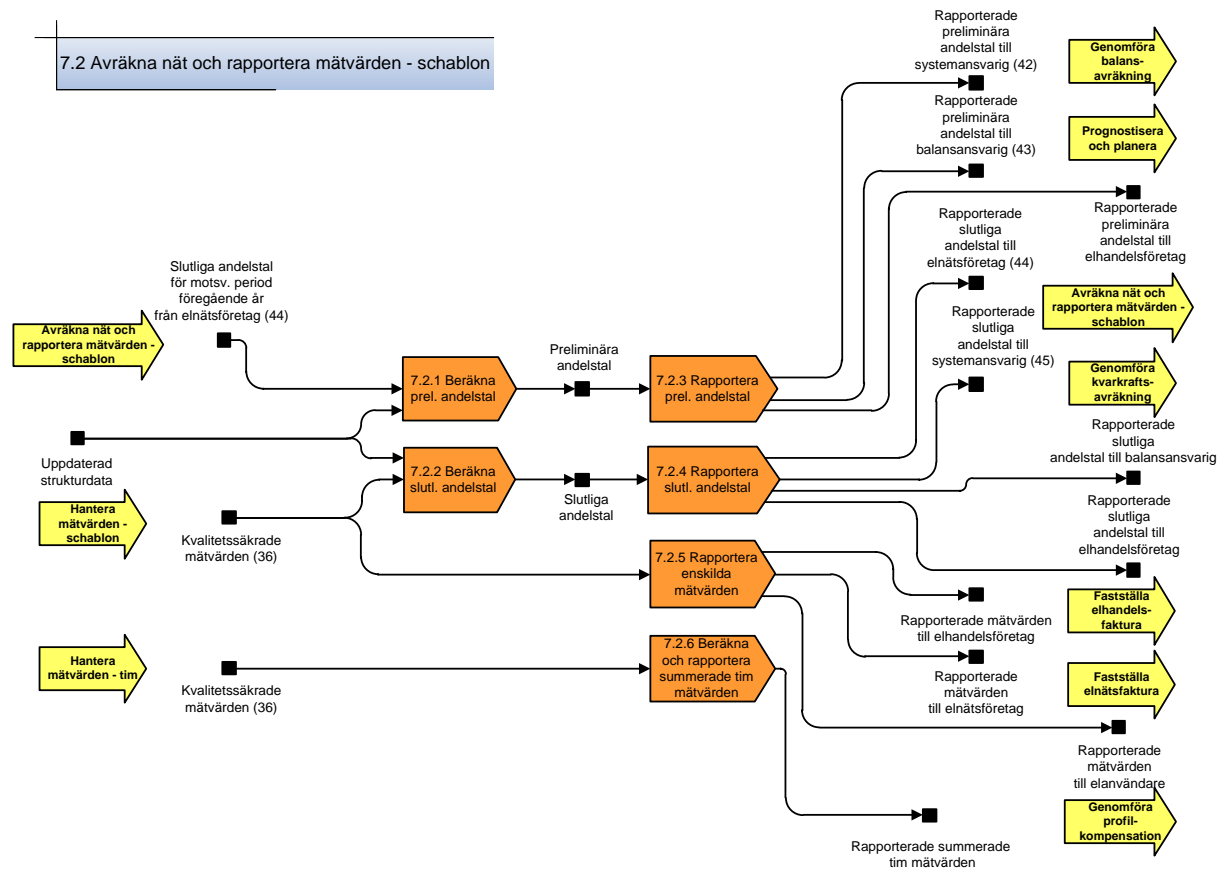 7.2 Avräkna nät och rapportera mätvärden - schablon
Rapporterade
preliminära
andelstal till
systemansvarig (42)
Genomföra
balans-
avräkning
Rapporterade
preliminära
andelstal till
balansansvarig (43)
Prognostisera
och planera
Rapporterade
preliminära
andelstal till
elhandelsföretag
Rapporterade
slutliga
andelstal till
elnätsföretag (44)
Slutliga andelstal
för motsv. period
föregående år
från elnätsföretag (44)
Avräkna nät och
rapportera mätvärden -
schablon
Avräkna nät och
rapportera mätvärden -
schablon
Rapporterade
slutliga
andelstal till
systemansvarig (45)
Preliminära
andelstal
7.2.1 Beräkna
prel. andelstal
7.2.3 Rapportera
prel. andelstal
Genomföra
kvarkrafts-
avräkning
Rapporterade
slutliga
andelstal till balansansvarig
Uppdaterad
strukturdata
7.2.2 Beräkna
slutl. andelstal
Slutliga
andelstal
7.2.4 Rapportera
slutl. andelstal
Rapporterade
slutliga
andelstal till
elhandelsföretag
Hantera
mätvärden -
schablon
Kvalitetssäkrade
mätvärden (36)
7.2.5 Rapportera
enskilda
mätvärden
Rapporterade mätvärden
till elhandelsföretag
Fastställa
elhandels-
faktura
Hantera
mätvärden - tim
Kvalitetssäkrade
mätvärden (36)
7.2.6 Beräkna
och rapportera
summerade tim
mätvärden
Rapporterade
mätvärden
till elnätsföretag
Fastställa
elnätsfaktura
Rapporterade
mätvärden
till elanvändare
Genomföra
profil-
kompensation
Rapporterade summerade
tim mätvärden